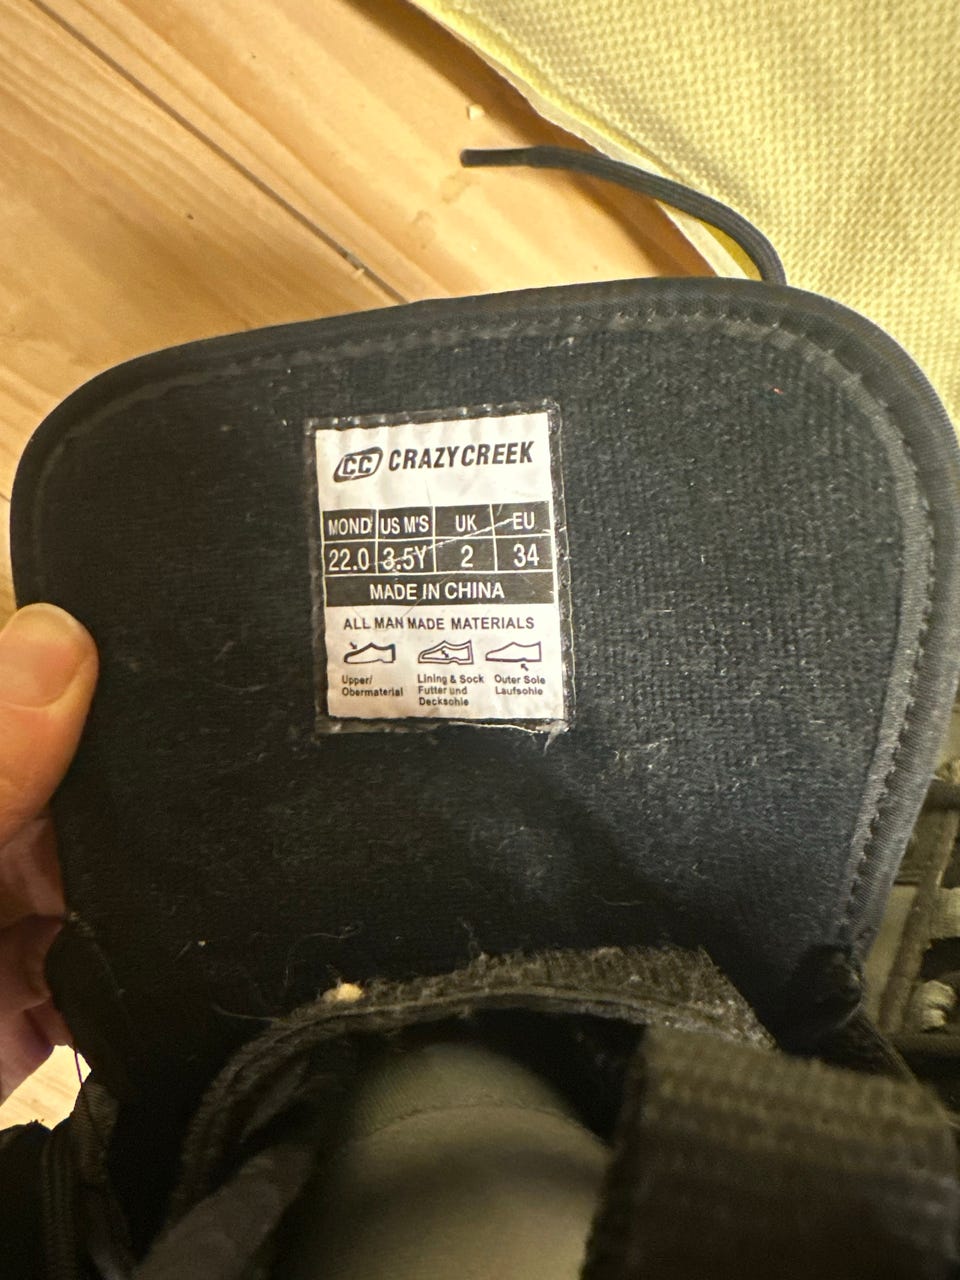 CC CRAZYCREEK
MOND US M'S UK EU
22.0 3.5Y 2 34
MADE IN CHINA
ALL MAN MADE MATERIALS
Upper/ Lining & Sock Outer Sole
Obermaterial Futter und Laufsohle
Decksohle